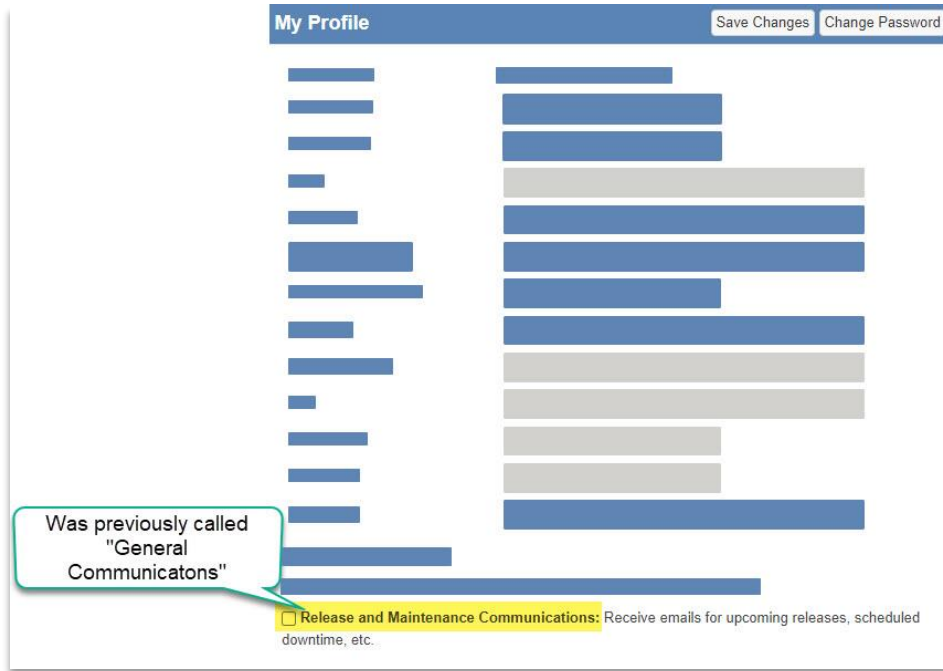 My Profile
Save Changes
Change Password
Was previously called
"General
Communicatons"
Release and Maintenance Communications: Receive emails for upcoming releases, scheduled
downtime, etc.